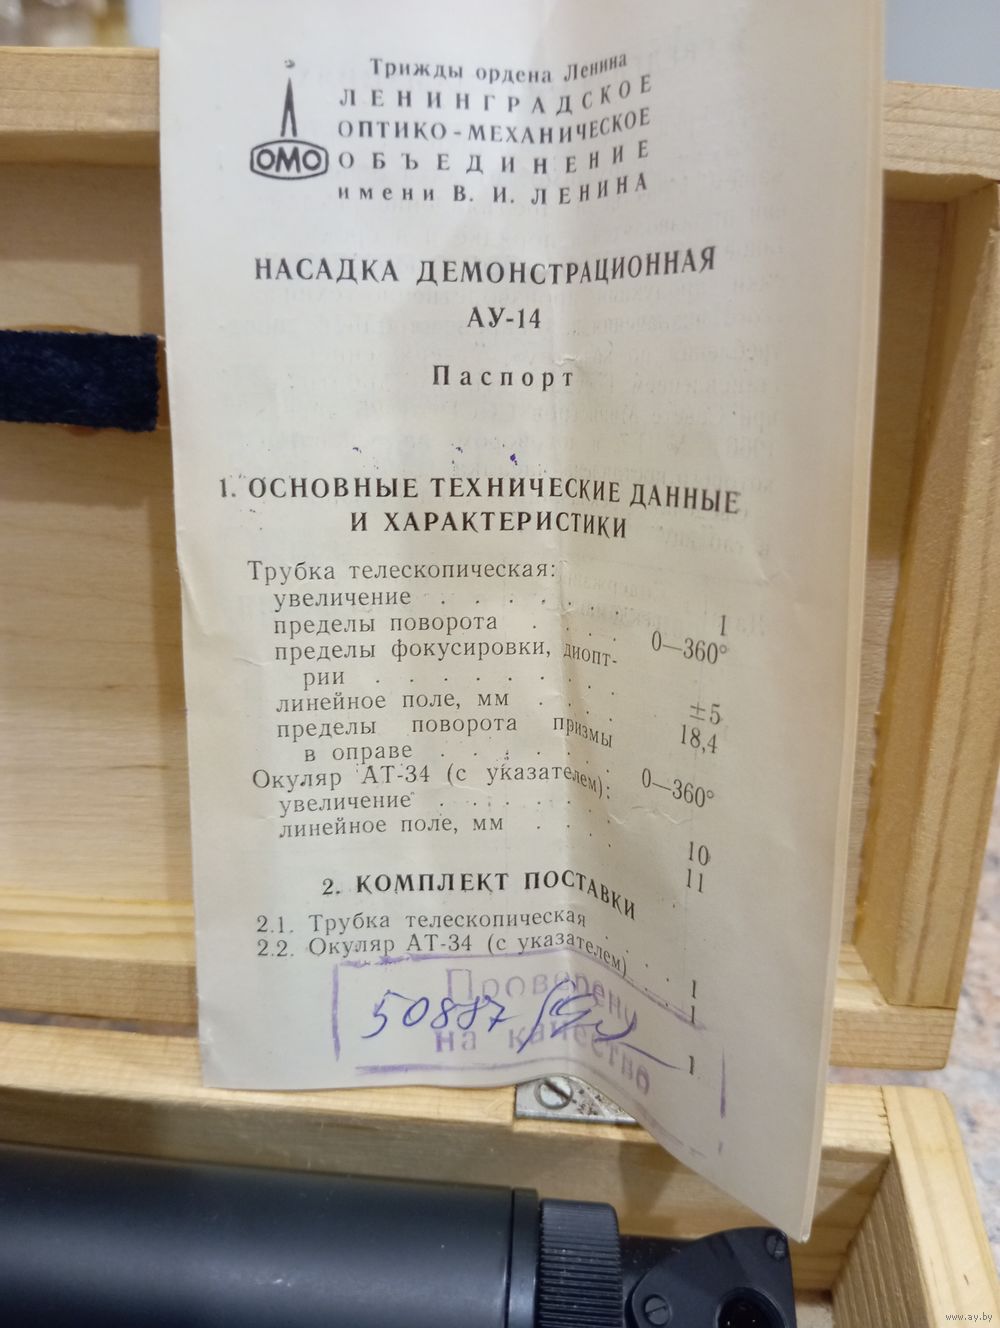 Трижды ордена Ленина
ЛЕНИНГРАДСКОЕ
ОПТИКО-МЕХАНИЧЕСКОЕ
ОБЪЕДИНЕНИЕ
имени В. И. ЛЕНИНА
ОМО
НАСАДКА ДЕМОНСТРАЦИОННАЯ
АУ-14
Паспорт
1. ОСНОВНЫЕ ТЕХНИЧЕСКИЕ ДАННЫЕ
И ХАРАКТЕРИСТИКИ
Трубка телескопическая:
увеличение . . . . . 1
пределы поворота . . . . 0—360°
пределы фокусировки, диопт-
рии . . . . . . . . . ±5
линейное поле, мм . . . . 18,4
пределы поворота призмы
в оправе . . . . . . . 0—360°
Окуляр АТ-34 (с указателем):
увеличение . . . . . . 10
линейное поле, мм . . . . 11
2. КОМПЛЕКТ ПОСТАВКИ
2.1. Трубка телескопическая . . . 1
2.2. Окуляр АТ-34 (с указателем) . . . 1
1
Проверено
на качество
50887
www.ay.by